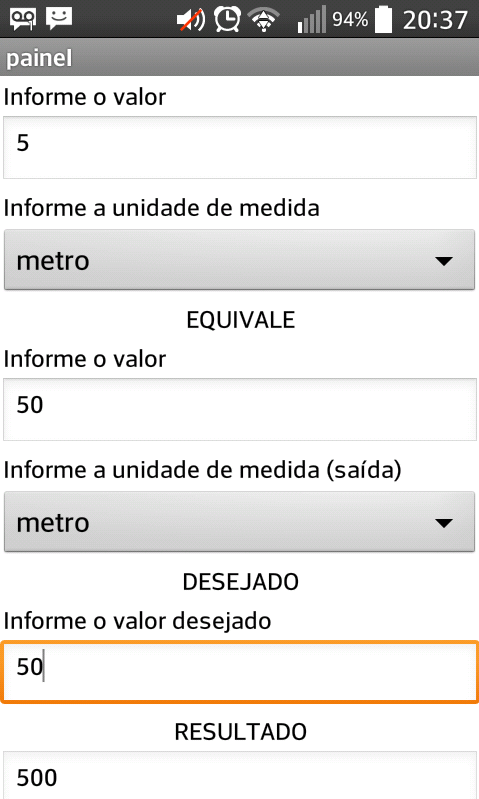 94% 20:37
painel
Informe o valor
5
Informe a unidade de medida
metro
EQUIVALE
Informe o valor
50
Informe a unidade de medida (saída)
metro
DESEJADO
Informe o valor desejado
50
RESULTADO
500